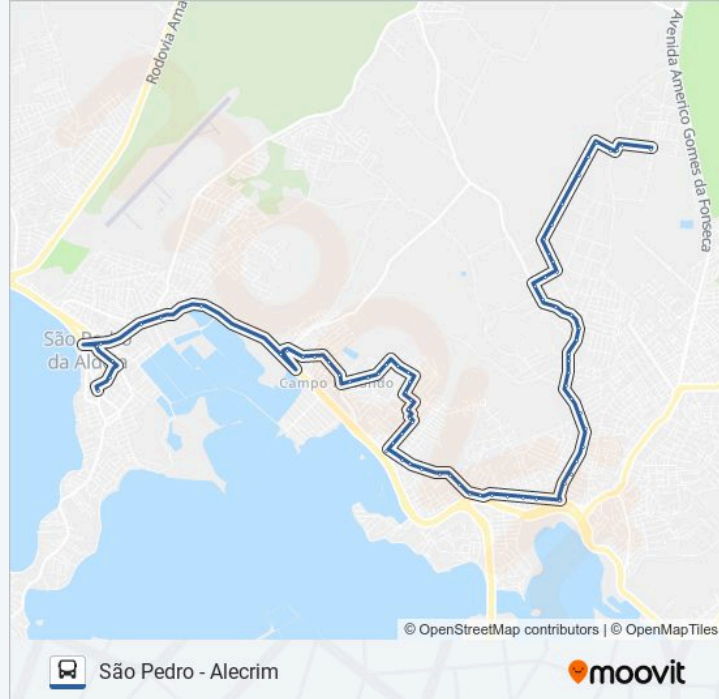 Rodovia Ama
Avenida Americo Gomes da Fonseca
São Pedro
da Aldeia
Campo Redondo
© OpenStreetMap contributors | © OpenMapTiles
São Pedro - Alecrim
moovit